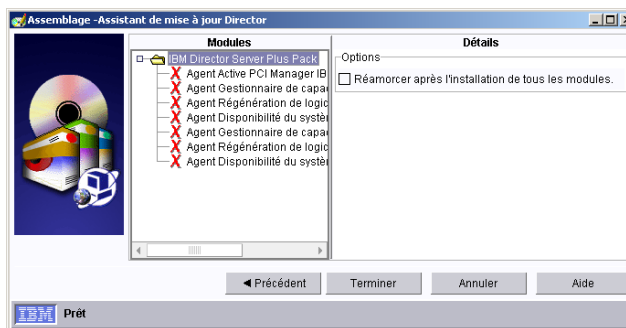 Assemblage -Assistant de mise à jour Director
Modules
IBM Director Server Plus Pack
Agent Active PCI Manager IB
Agent Gestionnaire de capa
Agent Régénération de logic
Agent Disponibilité du systè
Agent Gestionnaire de capa
Agent Régénération de logic
Agent Disponibilité du systè
Détails
Options
Réamorcer après l'installation de tous les modules.
Précédent
Terminer
Annuler
Aide
IBM Prêt